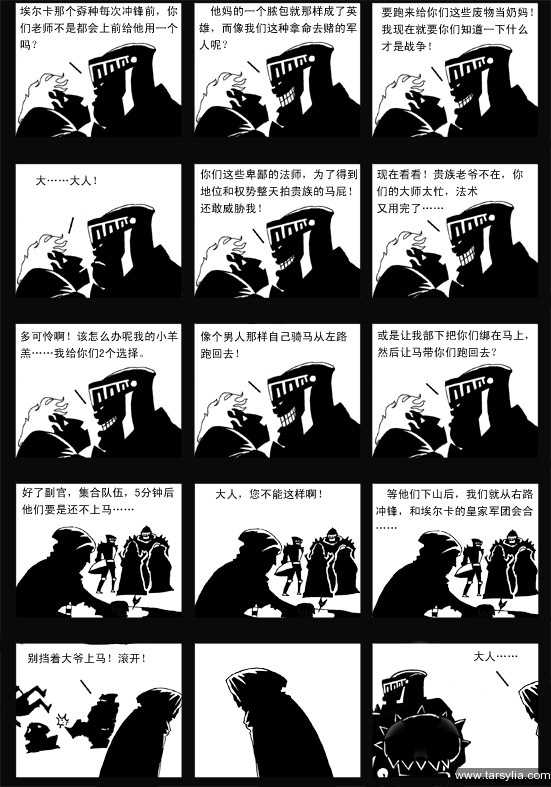 埃尔卡那个孬种每次冲锋前，你
们老师不是都会上前给他用一个
吗？
他妈的一个脓包就那样成了英
雄，而像我们这种拿命去赌的军
人呢？
要跑来给你们这些废物当奶妈！
我现在就要你们知道一下什么
才是战争！
大……大人！
你们这些卑鄙的法师，为了得到
地位和权势整天拍贵族的马屁！
还敢威胁我！
现在看看！贵族老爷不在，你
们的大师太忙，法术
又用完了……
多可怜啊！该怎么办呢我的小羊
羔……我给你们2个选择。
像个男人那样自己骑马从左路
跑回去！
或是让我部下把你们绑在马上，
然后让马带你们跑回去？
好了副官，集合队伍，5分钟后
他们要是还不上马……
大人，您不能这样啊！
等他们下山后，我们就从右路
冲锋，和埃尔卡的皇家军团会合
……
别挡着大爷上马！滚开！
大人……
www.tarsylia.com